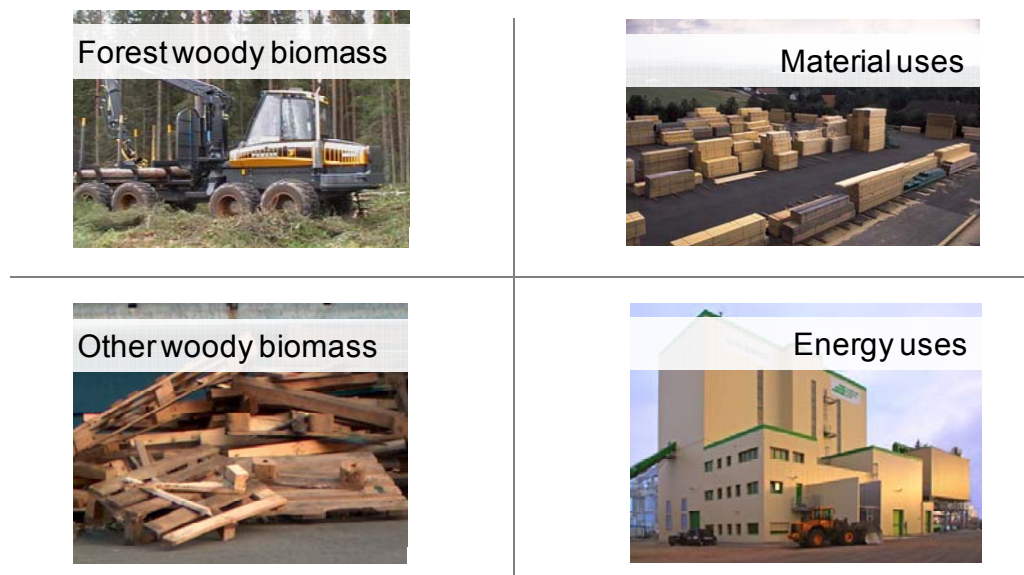 Forest woody biomass
Material uses
Other woody biomass
Energy uses